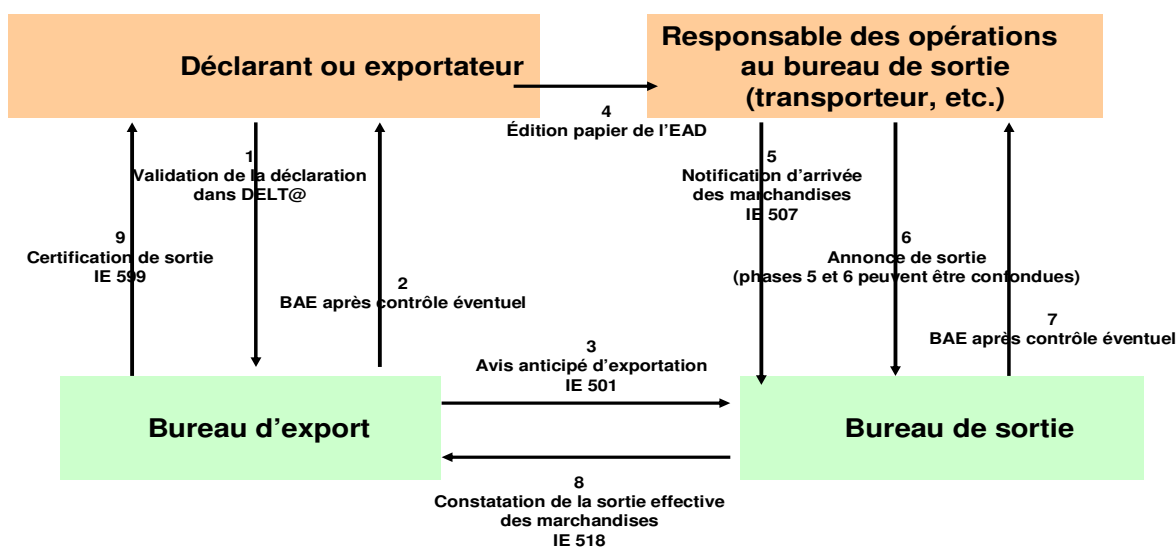 Déclarant ou exportateur
Responsable des opérations
au bureau de sortie
(transporteur, etc.)
4
Édition papier de l'EAD
1
Validation de la déclaration
dans DELT@
5
Notification d'arrivée
des marchandises
IE 507
9
Certification de sortie
IE 599
6
Annonce de sortie
(phases 5 et 6 peuvent être confondues)
2
BAE après contrôle éventuel
7
BAE après contrôle éventuel
3
Avis anticipé d'exportation
IE 501
Bureau d'export
Bureau de sortie
8
Constatation de la sortie effective
des marchandises
IE 518